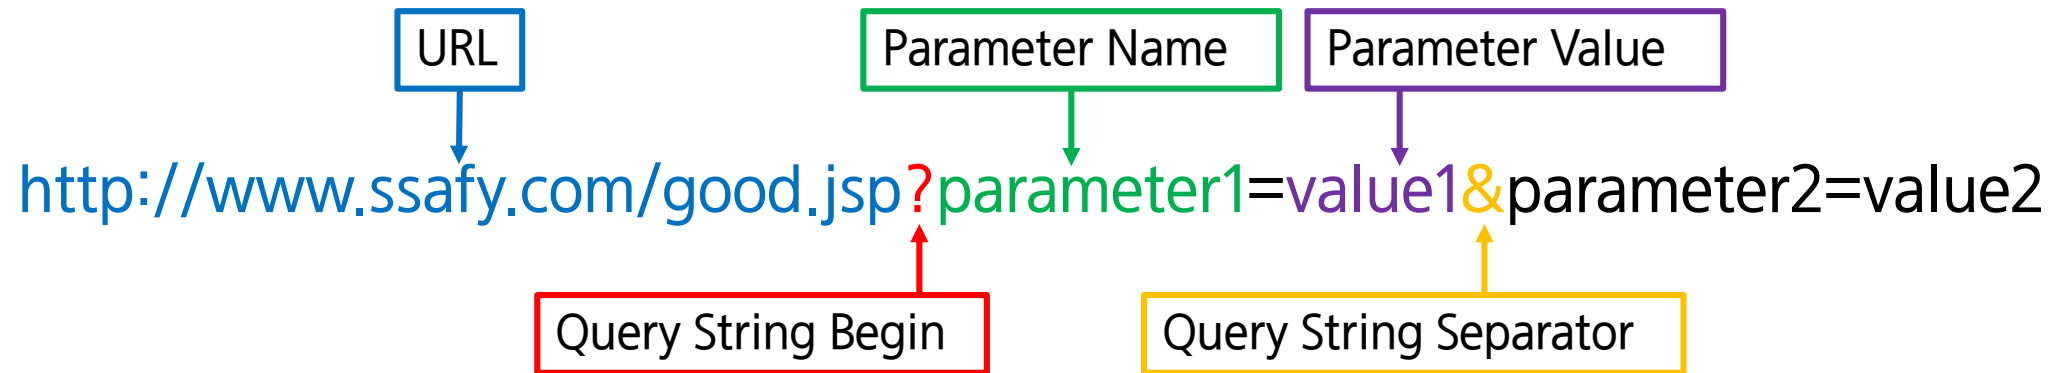 URL
Parameter Name
Parameter Value
http://www.ssafy.com/good.jsp?parameter1=value1&parameter2=value2
Query String Begin
Query String Separator